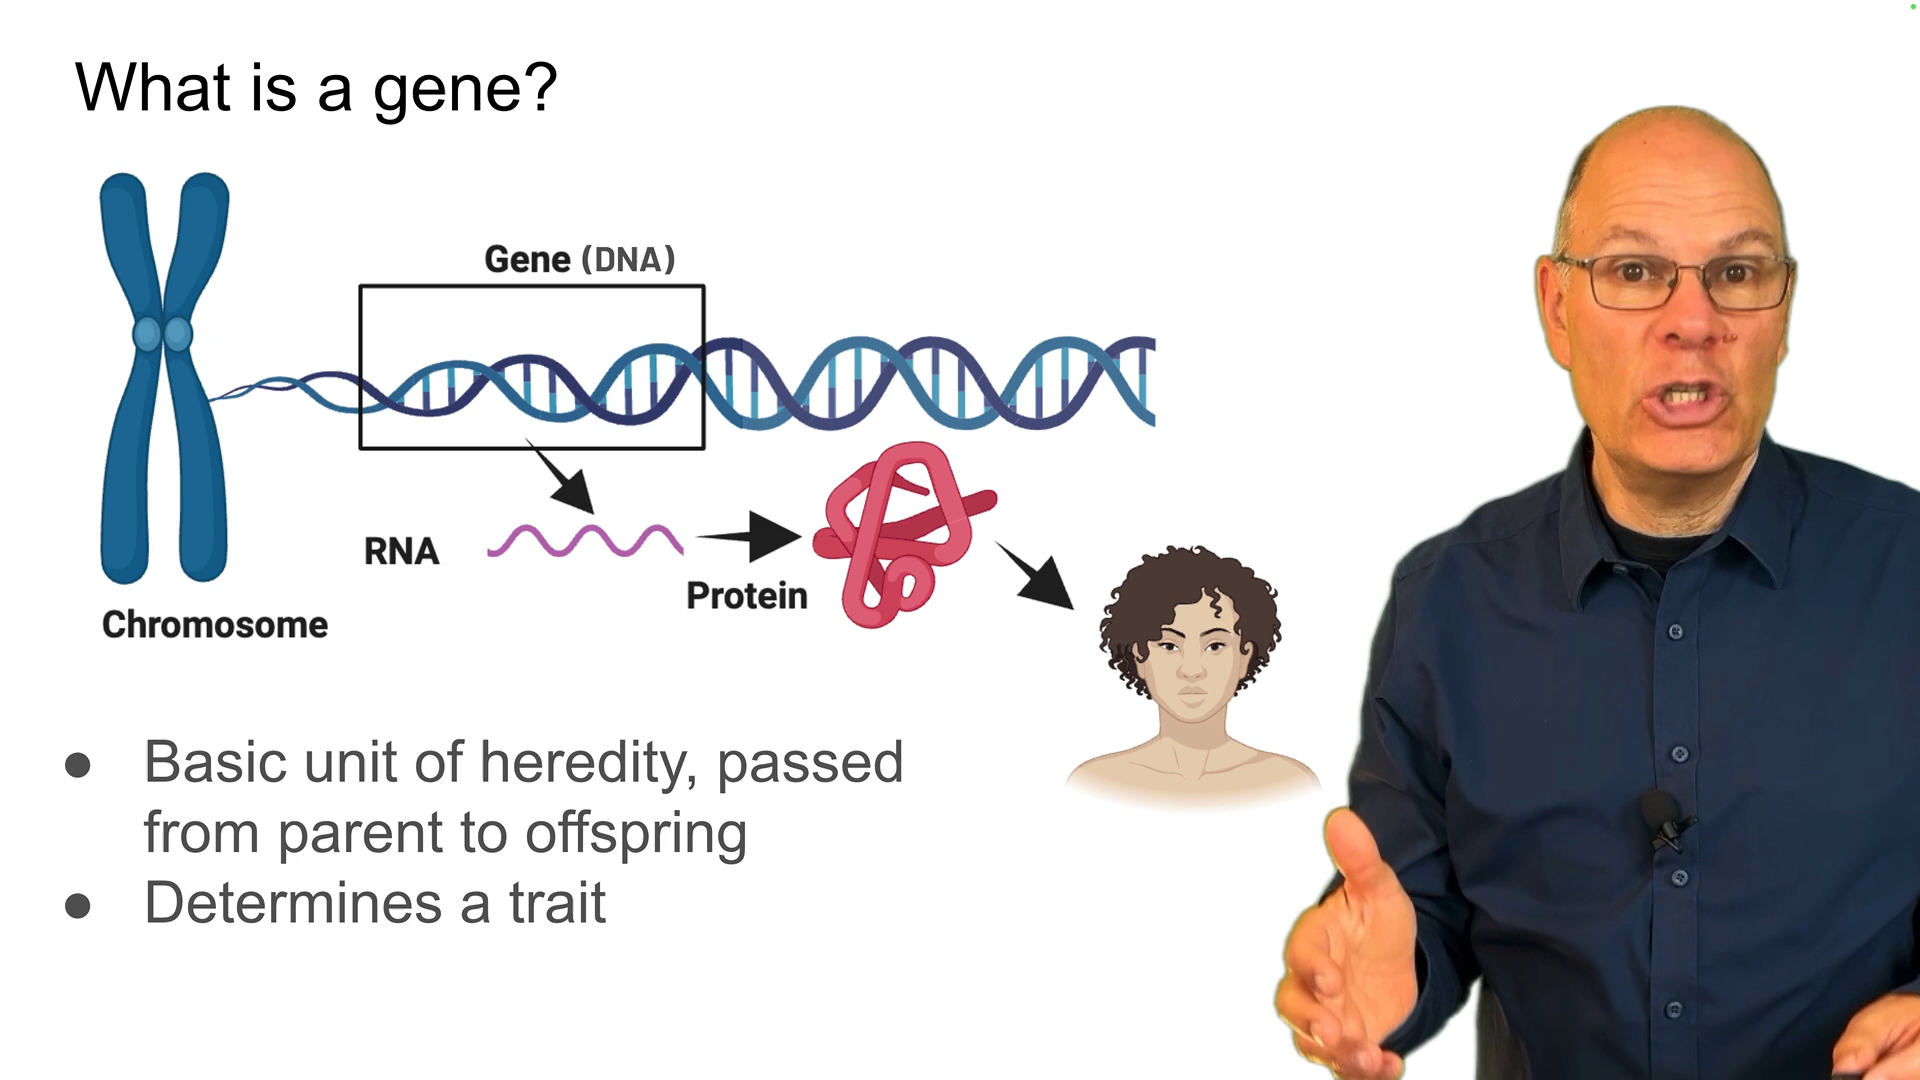 What is a gene?
Gene (DNA)
RNA
Protein
Chromosome
● Basic unit of heredity, passed
from parent to offspring
● Determines a trait